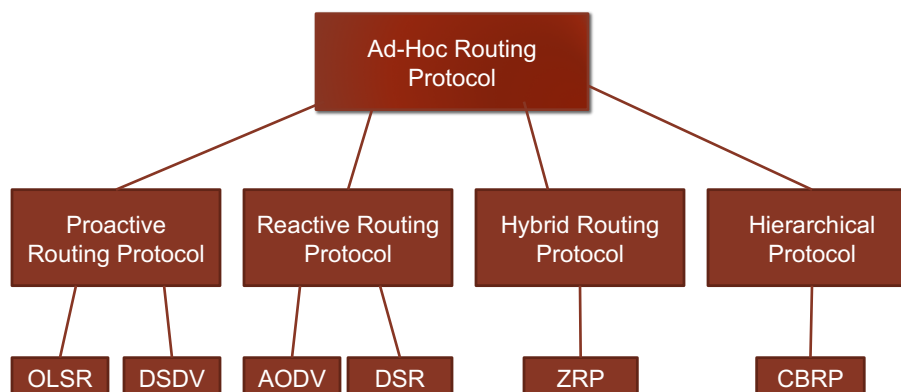 Ad-Hoc Routing
Protocol
Proactive
Routing Protocol
Reactive Routing
Protocol
Hybrid Routing
Protocol
Hierarchical
Protocol
OLSR
DSDV
AODV
DSR
ZRP
CBRP